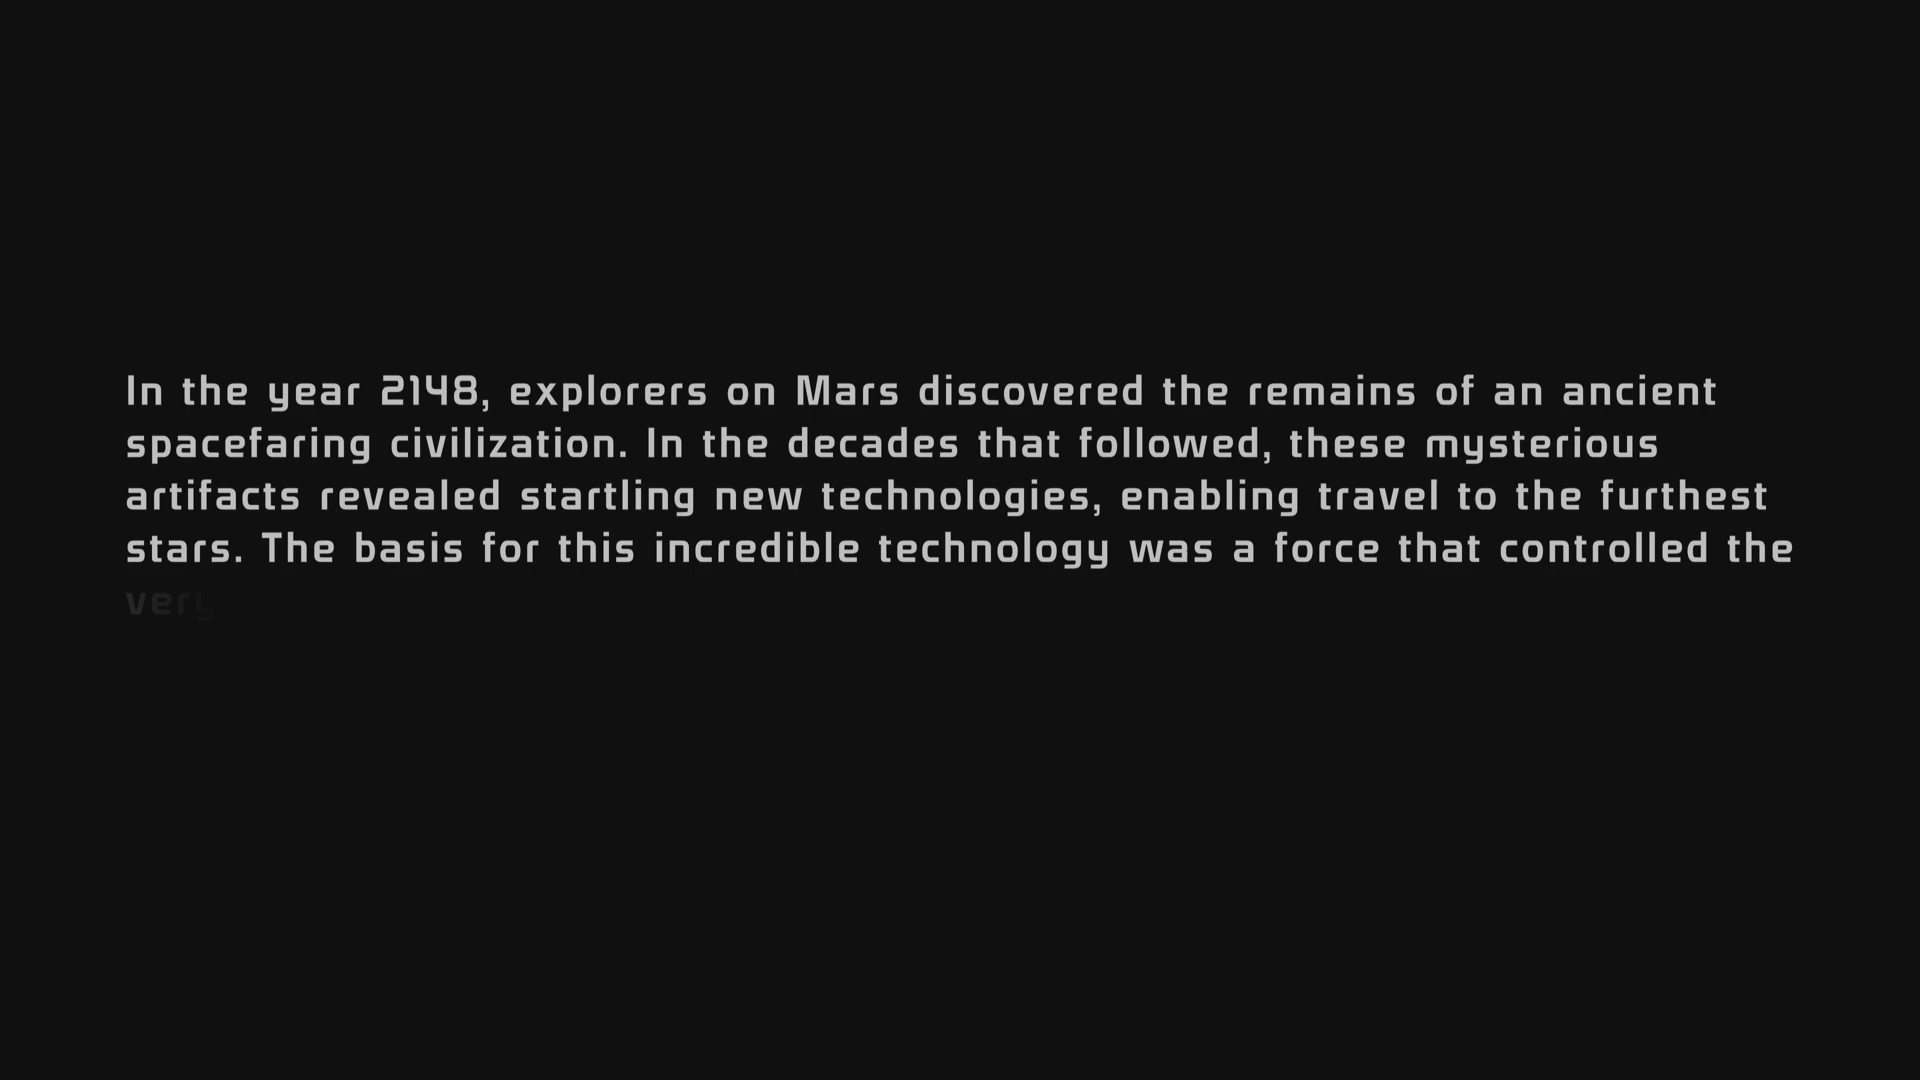 In the year 2148, explorers on Mars discovered the remains of an ancient
spacefaring civilization. In the decades that followed, these mysterious
artifacts revealed startling new technologies, enabling travel to the furthest
stars. The basis for this incredible technology was a force that controlled the
very